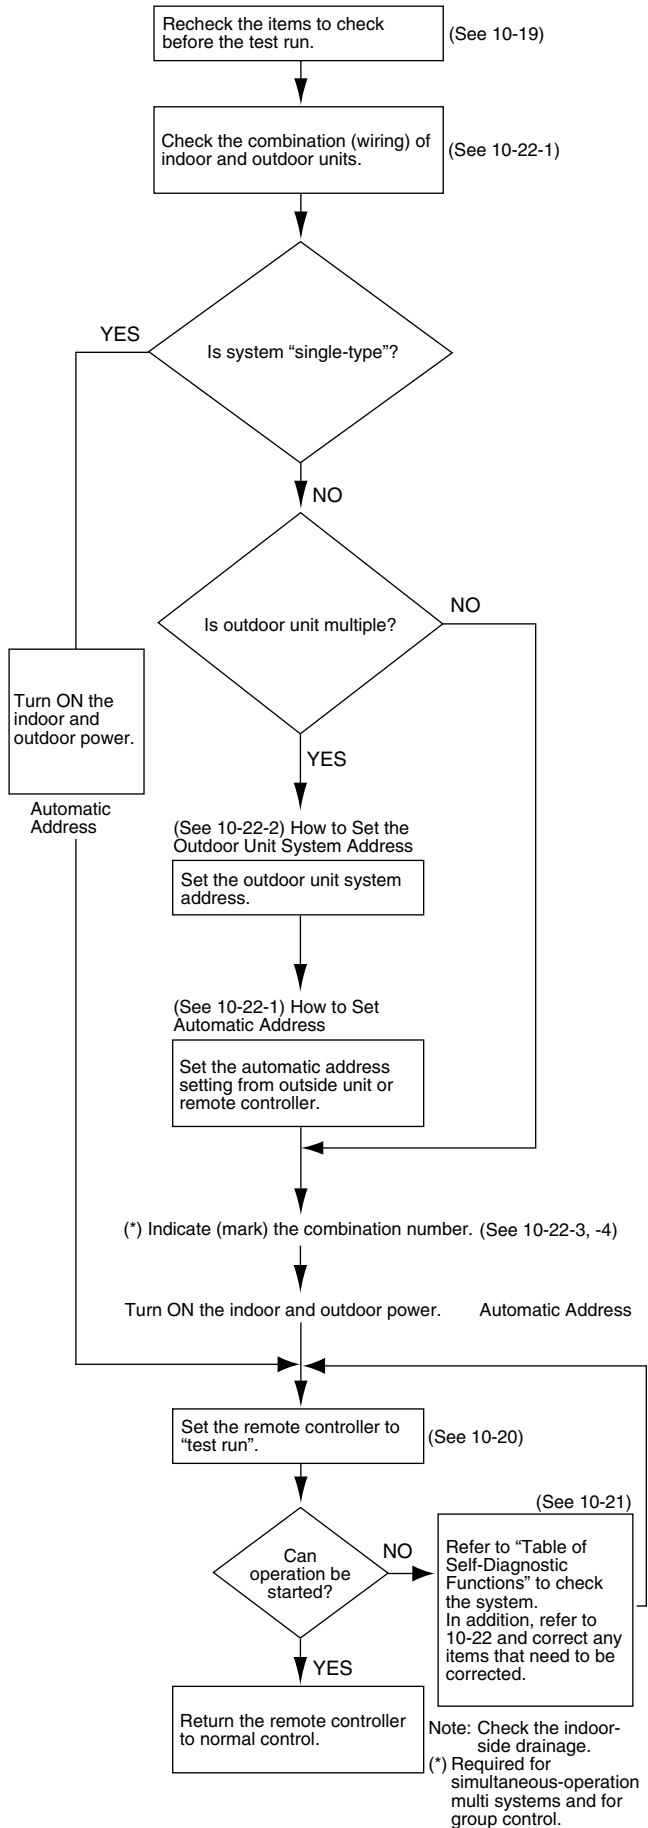 Recheck the items to check
before the test run.
(See 10-19)
Check the combination (wiring) of
indoor and outdoor units.
(See 10-22-1)
YES
Is system “single-type”?
NO
Is outdoor unit multiple?
NO
Turn ON the
indoor and
outdoor power.
YES
Automatic
Address
(See 10-22-2) How to Set the
Outdoor Unit System Address
Set the outdoor unit system
address.
(See 10-22-1) How to Set
Automatic Address
Set the automatic address
setting from outside unit or
remote controller.
(*) Indicate (mark) the combination number. (See 10-22-3, -4)
Turn ON the indoor and outdoor power. Automatic Address
Set the remote controller to
“test run”.
(See 10-20)
(See 10-21)
Can
operation be
started?
NO
Refer to “Table of
Self-Diagnostic
Functions” to check
the system.
In addition, refer to
10-22 and correct any
items that need to be
corrected.
YES
Return the remote controller
to normal control.
Note: Check the indoor-
side drainage.
(*) Required for
simultaneous-operation
multi systems and for
group control.